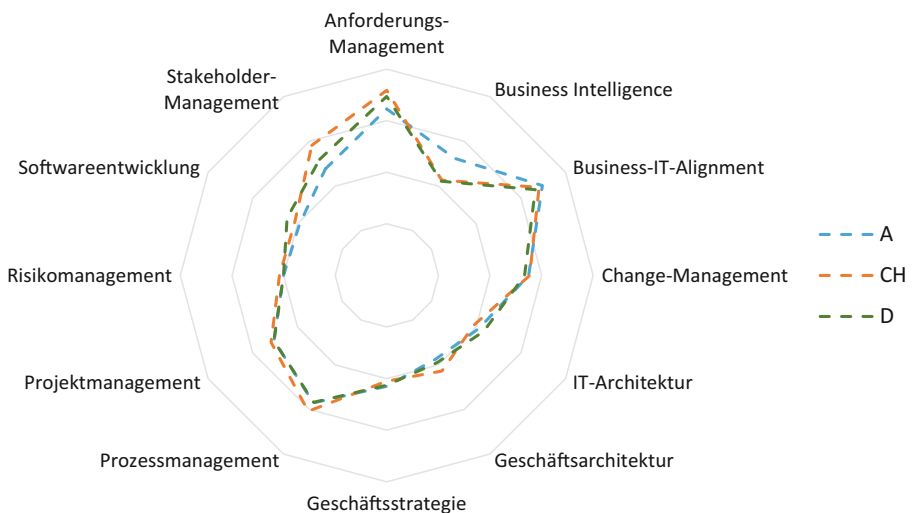 Anforderungs-
Management
Business Intelligence
Business-IT-Alignment
Change-Management
IT-Architektur
Geschäftsarchitektur
Geschäftsstrategie
Prozessmanagement
Projektmanagement
Risikomanagement
Softwareentwicklung
Stakeholder-
Management
A
CH
D